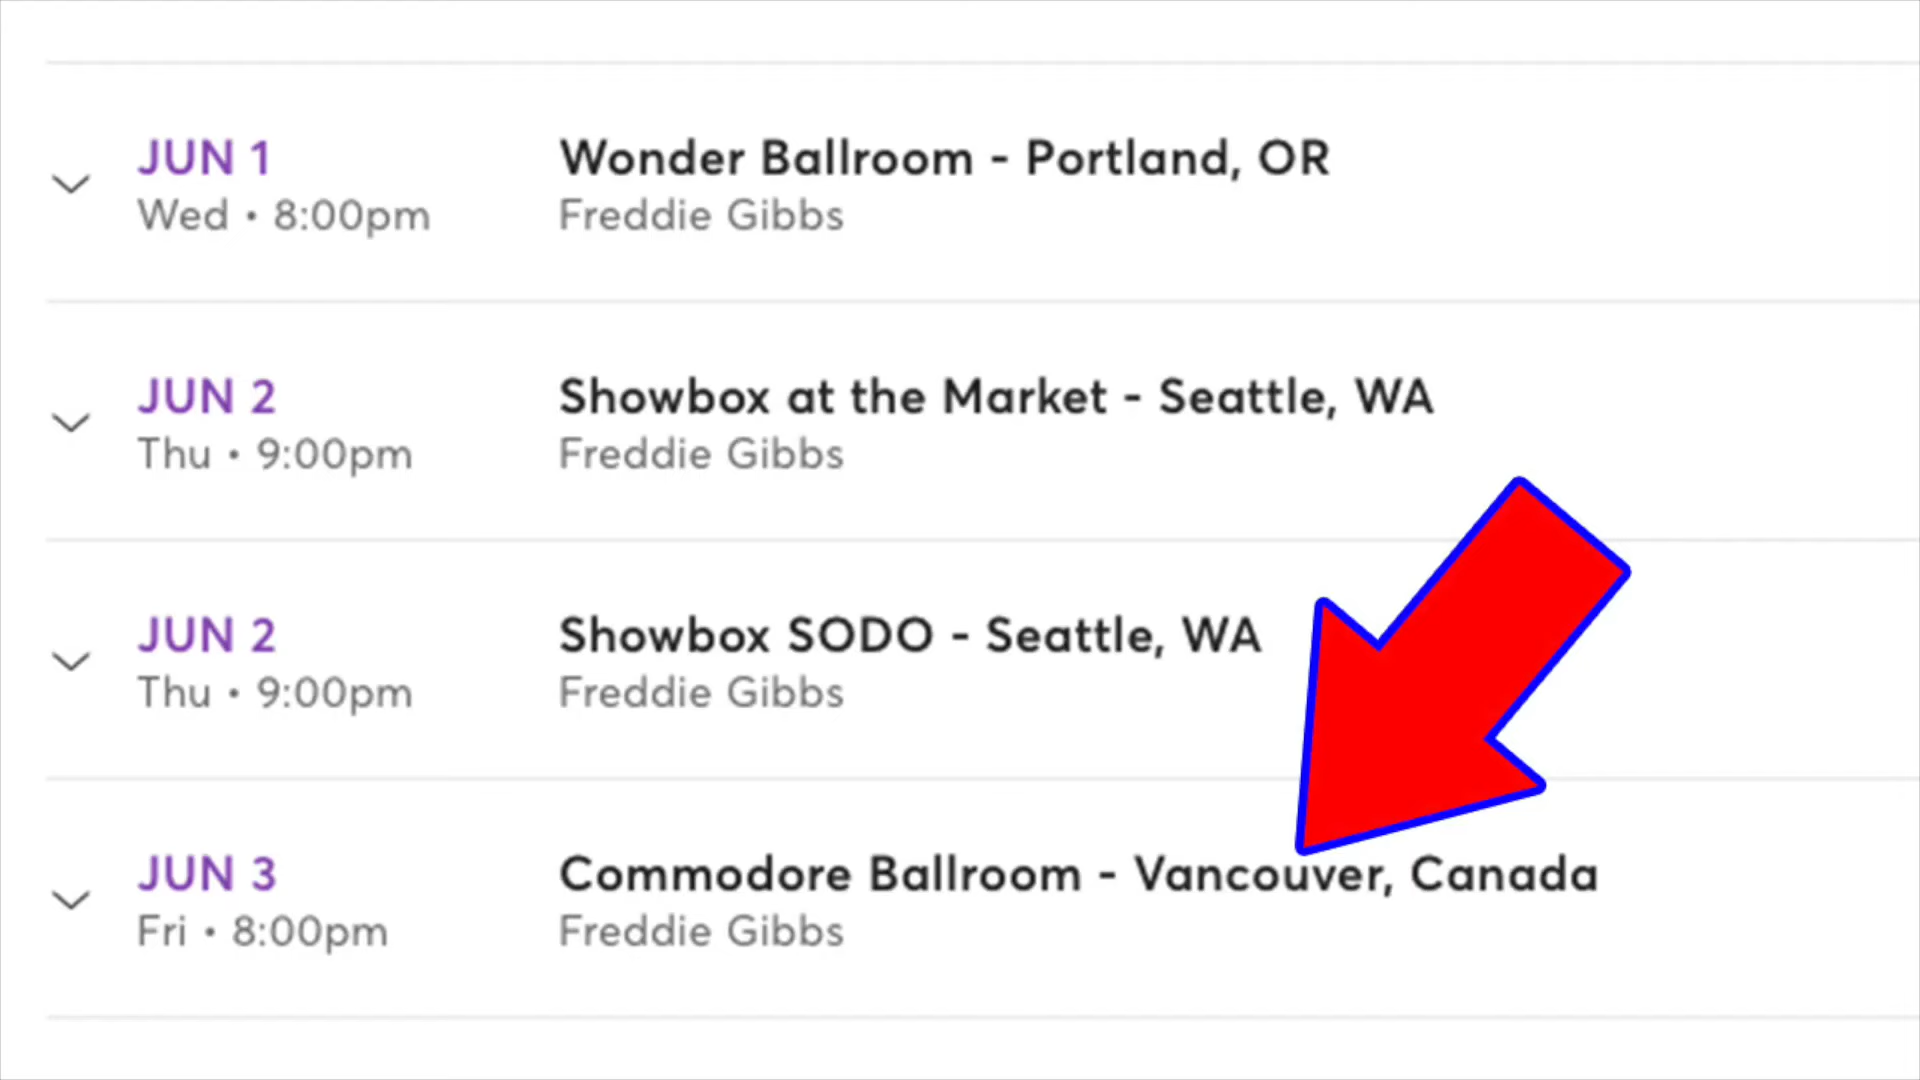 JUN 1
Wed • 8:00pm
Wonder Ballroom - Portland, OR
Freddie Gibbs
JUN 2
Thu • 9:00pm
Showbox at the Market - Seattle, WA
Freddie Gibbs
JUN 2
Thu • 9:00pm
Showbox SODO - Seattle, WA
Freddie Gibbs
JUN 3
Fri • 8:00pm
Commodore Ballroom - Vancouver, Canada
Freddie Gibbs